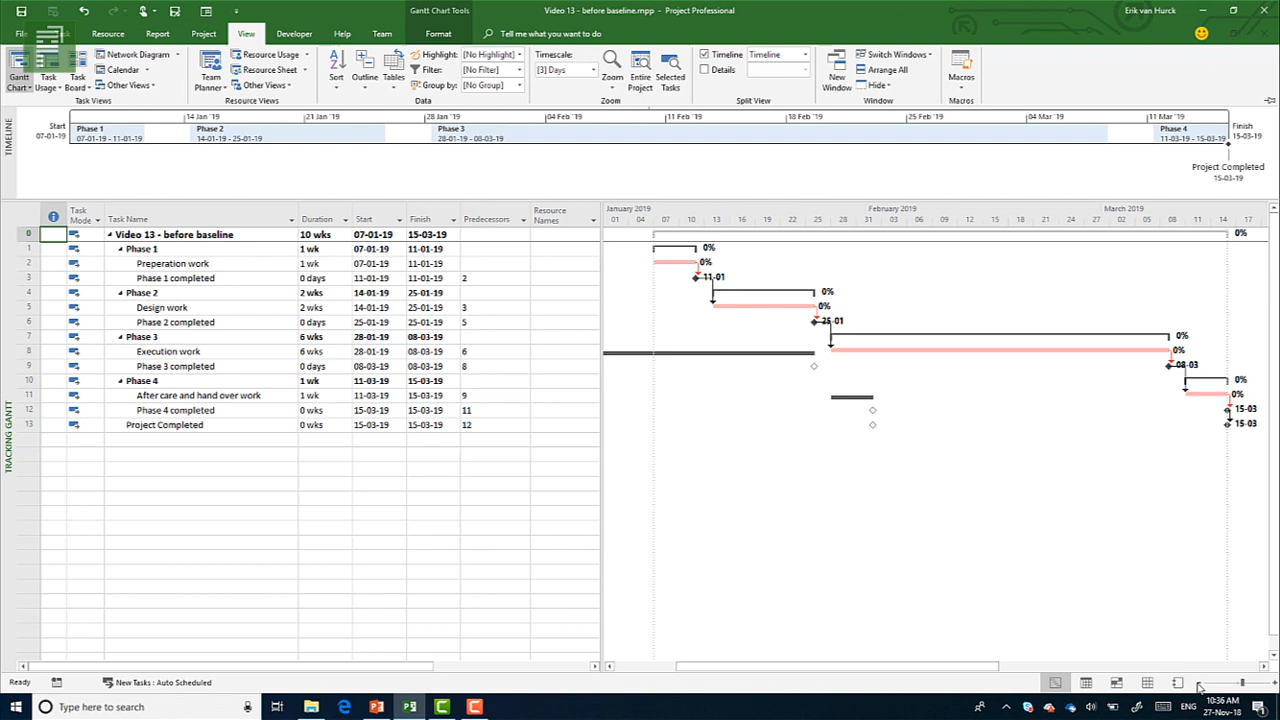 Gantt Chart Tools
Video 13 - before baseline.mpp - Project Professional
Erik van Hurck
File
Resource
Report
Project
View
Developer
Help
Team
Format
Tell me what you want to do
Gantt Chart
Task Usage
Task Board
Network Diagram
Calendar
Other Views
Task Views
Team Planner
Resource Usage
Resource Sheet
Other Views
Resource Views
Sort
Outline
Tables
Highlight: [No Highlight]
Filter: [No Filter]
Group by: [No Group]
Data
Timescale:
[3] Days
Zoom
Entire Project
Selected Tasks
Zoom
Timeline Timeline
Details
Split View
New Window
Switch Windows
Arrange All
Hide
Window
Macros
Macros
TIMELINE
Start
07-01-19
14 Jan '19 21 Jan '19 28 Jan '19 04 Feb '19 11 Feb '19 18 Feb '19 25 Feb '19 04 Mar '19 11 Mar '19
Phase 1
07-01-19 - 11-01-19
Phase 2
14-01-19 - 25-01-19
Phase 3
28-01-19 - 08-03-19
Phase 4
11-03-19 - 15-03-19
Finish
15-03-19
Project Completed
15-03-19
TRACKING GANTT
Task Mode Task Name Duration Start Finish Predecessors Resource Names
0 Video 13 - before baseline 10 wks 07-01-19 15-03-19
1 Phase 1 1 wk 07-01-19 11-01-19
2 Preperation work 1 wk 07-01-19 11-01-19
3 Phase 1 completed 0 days 11-01-19 11-01-19 2
4 Phase 2 2 wks 14-01-19 25-01-19
5 Design work 2 wks 14-01-19 25-01-19 3
6 Phase 2 completed 0 days 25-01-19 25-01-19 5
7 Phase 3 6 wks 28-01-19 08-03-19
8 Execution work 6 wks 28-01-19 08-03-19 6
9 Phase 3 completed 0 days 08-03-19 08-03-19 8
10 Phase 4 1 wk 11-03-19 15-03-19
11 After care and hand over work 1 wk 11-03-19 15-03-19 9
12 Phase 4 completed 0 wks 15-03-19 15-03-19 11
13 Project Completed 0 wks 15-03-19 15-03-19 12
January 2019 February 2019 March 2019
01 04 07 10 13 16 19 22 25 28 31 03 06 09 12 15 18 21 24 27 02 05 08 11 14 17
0%
0%
0%
11-01
0%
0%
25-01
0%
0%
08-03
0%
0%
15-03
15-03
Ready
New Tasks : Auto Scheduled
Type here to search
ENG
10:36 AM
27-Nov-18